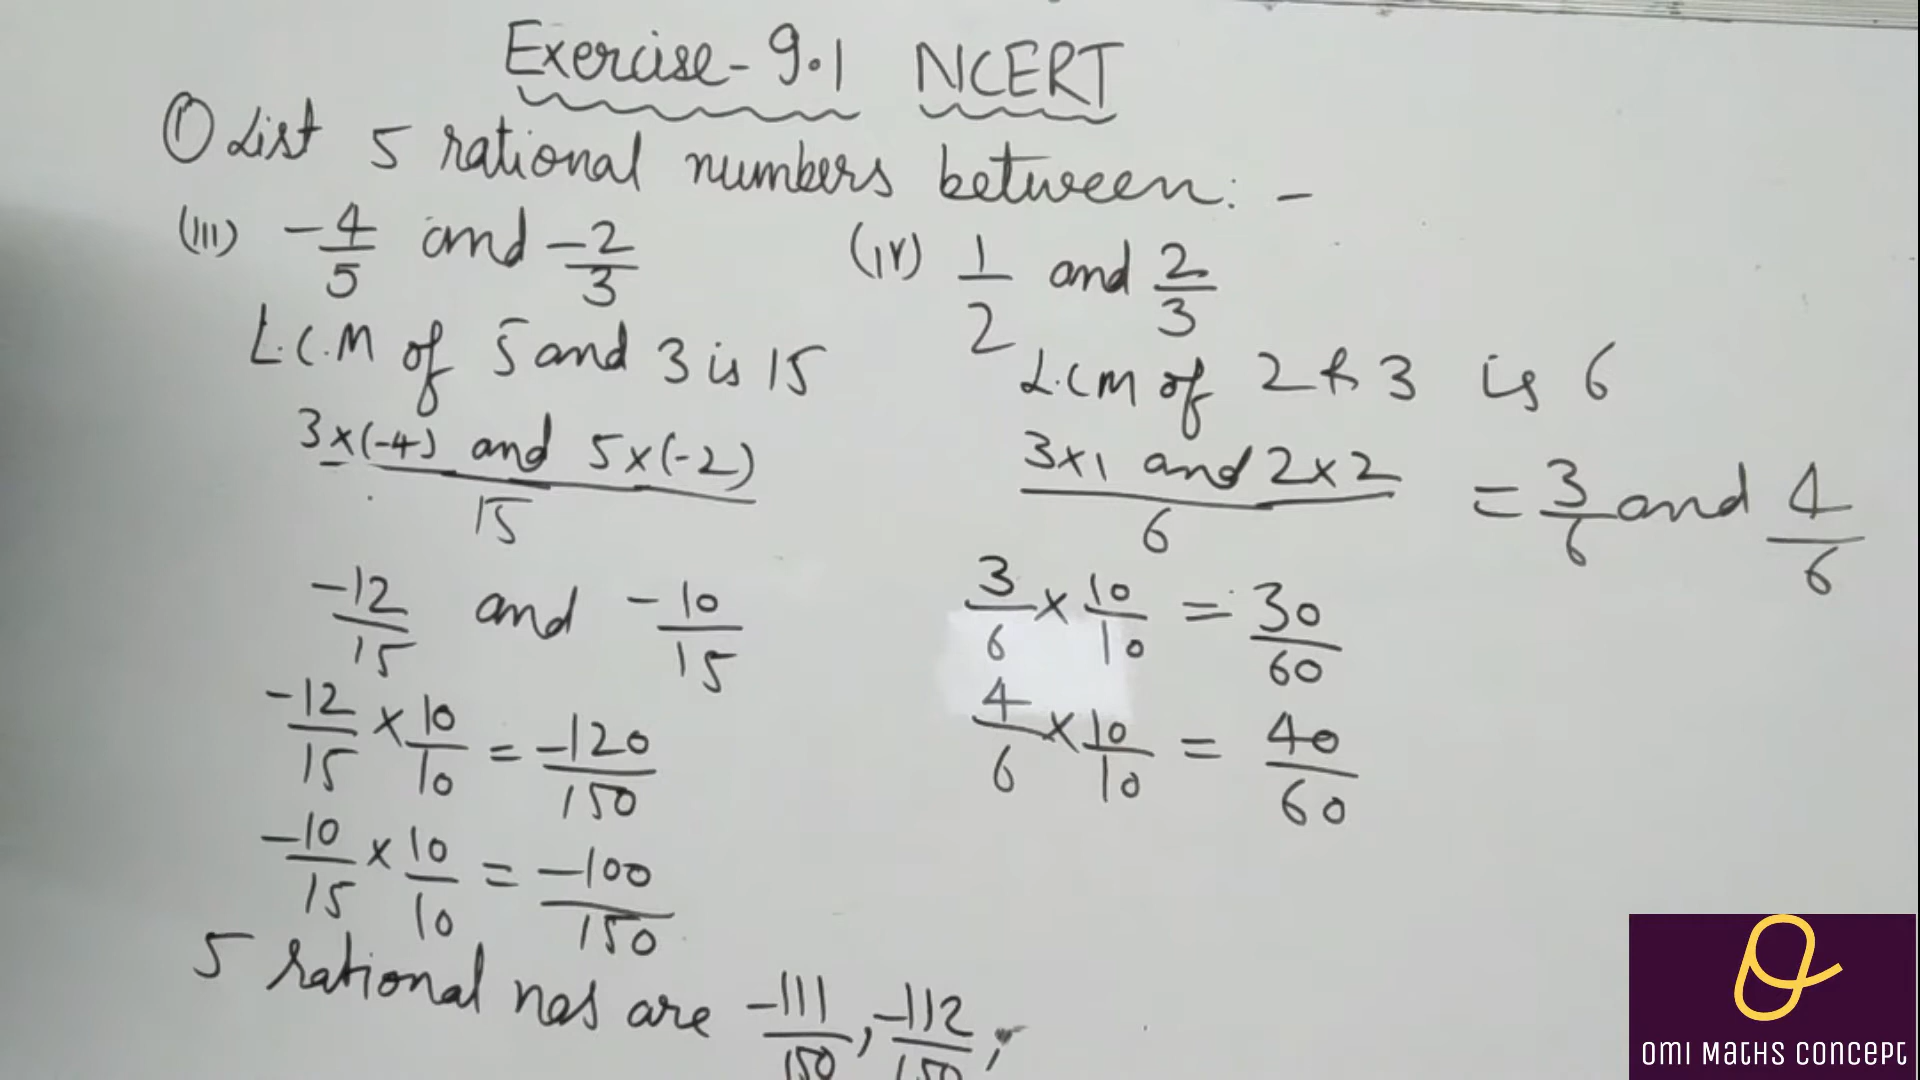 Exercise-9.1 NCERT
① List 5 rational numbers between: -
(iii) -4/5 and -2/3
L.C.M of 5 and 3 is 15
3×(-4) and 5×(-2) / 15
-12/15 and -10/15
-12/15 × 10/10 = -120/150
-10/15 × 10/10 = -100/150
5 rational nos are -111/150, -112/150,
(iv) 1/2 and 2/3
L.CM of 2 & 3 is 6
3×1 and 2×2 / 6 = 3/6 and 4/6
3/6 × 10/10 = 30/60
4/6 × 10/10 = 40/60
OMI MATHS CONCEPT